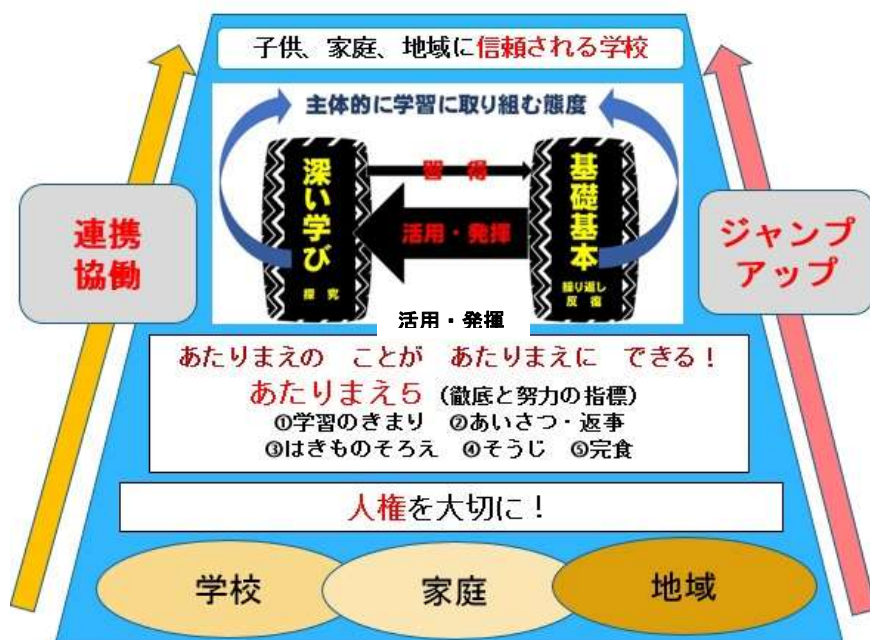 子供、家庭、地域に信頼される学校
主体的に学習に取り組む態度
深い学び
探究
習得
活用・発揮
基礎基本
繰り返し
反復
活用・発揮
連携
協働
ジャンプ
アップ
あたりまえの ことが あたりまえに できる！
あたりまえ５（徹底と努力の指標）
①学習のきまり ②あいさつ・返事
③はきものそろえ ④そうじ ⑤完食
人権を大切に！
学校
家庭
地域